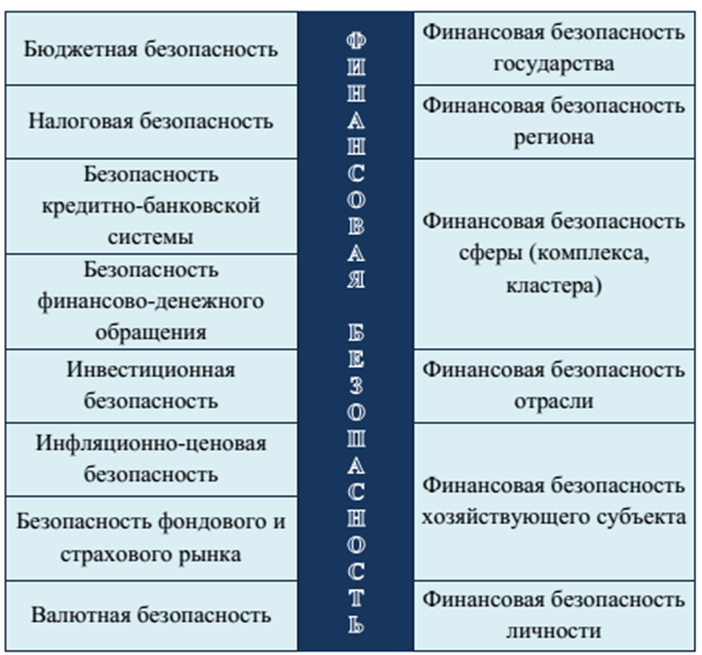 Бюджетная безопасность
Налоговая безопасность
Безопасность
кредитно-банковской
системы
Безопасность
финансово-денежного
обращения
Инвестиционная
безопасность
Инфляционно-ценовая
безопасность
Безопасность фондового и
страхового рынка
Валютная безопасность
ФИНАНСОВАЯ БЕЗОПАСНОСТЬ
Финансовая безопасность
государства
Финансовая безопасность
региона
Финансовая безопасность
сферы (комплекса,
кластера)
Финансовая безопасность
отрасли
Финансовая безопасность
хозяйствующего субъекта
Финансовая безопасность
личности